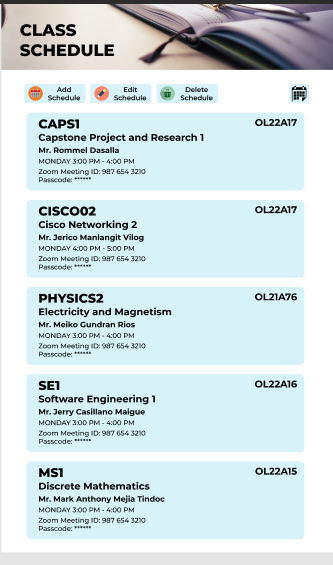 CLASS
SCHEDULE
Add
Schedule
Edit
Schedule
Delete
Schedule
CAPS1 OL22A17
Capstone Project and Research 1
Mr. Rommel Dasalla
MONDAY 3:00 PM - 4:00 PM
Zoom Meeting ID: 987 654 3210
Passcode: ******
CISCO02 OL22A17
Cisco Networking 2
Mr. Jerico Manlangit Vilog
MONDAY 4:00 PM - 5:00 PM
Zoom Meeting ID: 987 654 3210
Passcode: ******
PHYSICS2 OL21A76
Electricity and Magnetism
Mr. Meiko Gundran Rios
MONDAY 3:00 PM - 4:00 PM
Zoom Meeting ID: 987 654 3210
Passcode: ******
SE1 OL22A16
Software Engineering 1
Mr. Jerry Casillano Maigue
MONDAY 3:00 PM - 4:00 PM
Zoom Meeting ID: 987 654 3210
Passcode: ******
MS1 OL22A15
Discrete Mathematics
Mr. Mark Anthony Mejia Tindoc
MONDAY 3:00 PM - 4:00 PM
Zoom Meeting ID: 987 654 3210
Passcode: ******